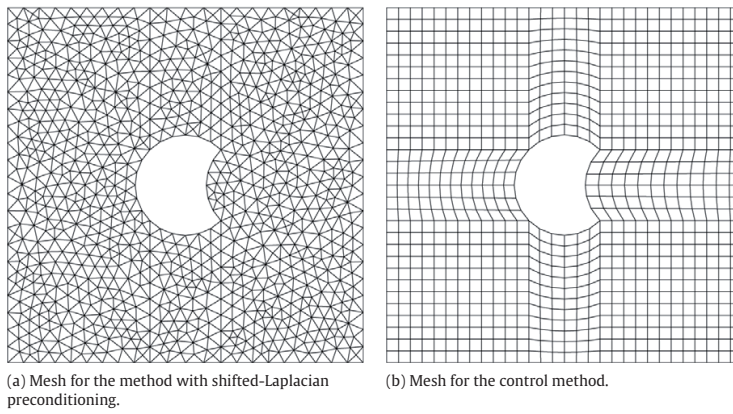 (a) Mesh for the method with shifted-Laplacian
preconditioning.
(b) Mesh for the control method.